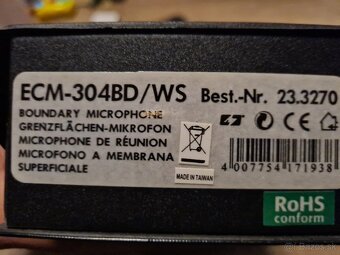 ECM-304BD/WS Best.-Nr. 23.3270
BOUNDARY MICROPHONE
GRENZFLÄCHEN-MIKROFON
MICROPHONE DE RÉUNION
MICROFONO A MEMBRANA
SUPERFICIALE
MADE IN TAIWAN
4 007754 171938
RoHS
conform